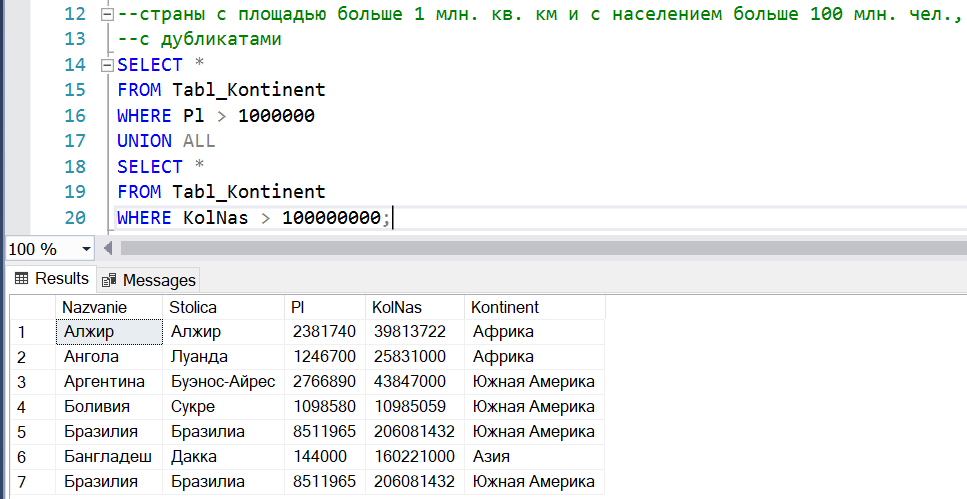 12 --страны с площадью больше 1 млн. кв. км и с населением больше 100 млн. чел.,
13 --с дубликатами
14 SELECT *
15 FROM Tabl_Kontinent
16 WHERE Pl > 1000000
17 UNION ALL
18 SELECT *
19 FROM Tabl_Kontinent
20 WHERE KolNas > 100000000;
100 %
Results Messages
Nazvanie Stolica Pl KolNas Kontinent
1 Алжир Алжир 2381740 39813722 Африка
2 Ангола Луанда 1246700 25831000 Африка
3 Аргентина Буэнос-Айрес 2766890 43847000 Южная Америка
4 Боливия Сукре 1098580 10985059 Южная Америка
5 Бразилия Бразилиа 8511965 206081432 Южная Америка
6 Бангладеш Дакка 144000 160221000 Азия
7 Бразилия Бразилиа 8511965 206081432 Южная Америка